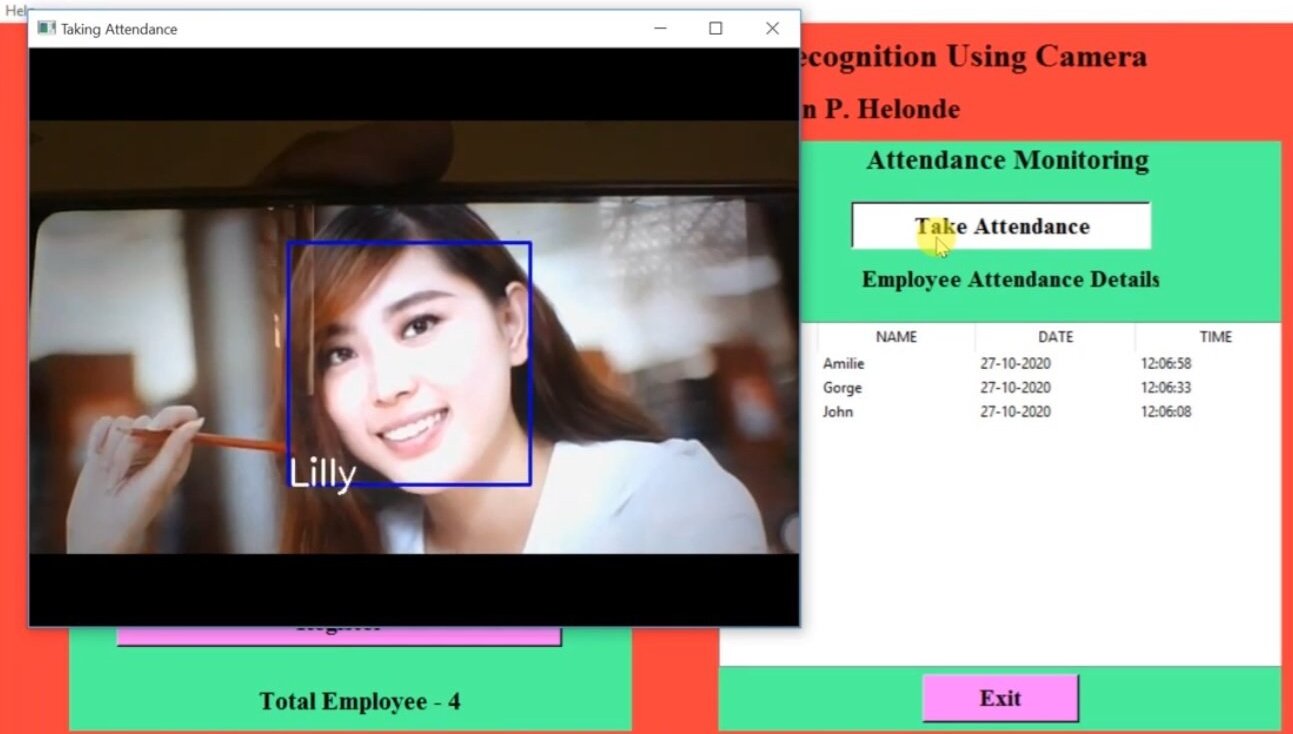 Hel
Taking Attendance
ecognition Using Camera
n P. Helonde
Attendance Monitoring
Take Attendance
Employee Attendance Details
NAME DATE TIME
Amilie 27-10-2020 12:06:58
Gorge 27-10-2020 12:06:33
John 27-10-2020 12:06:08
Lilly
Register
Total Employee - 4
Exit